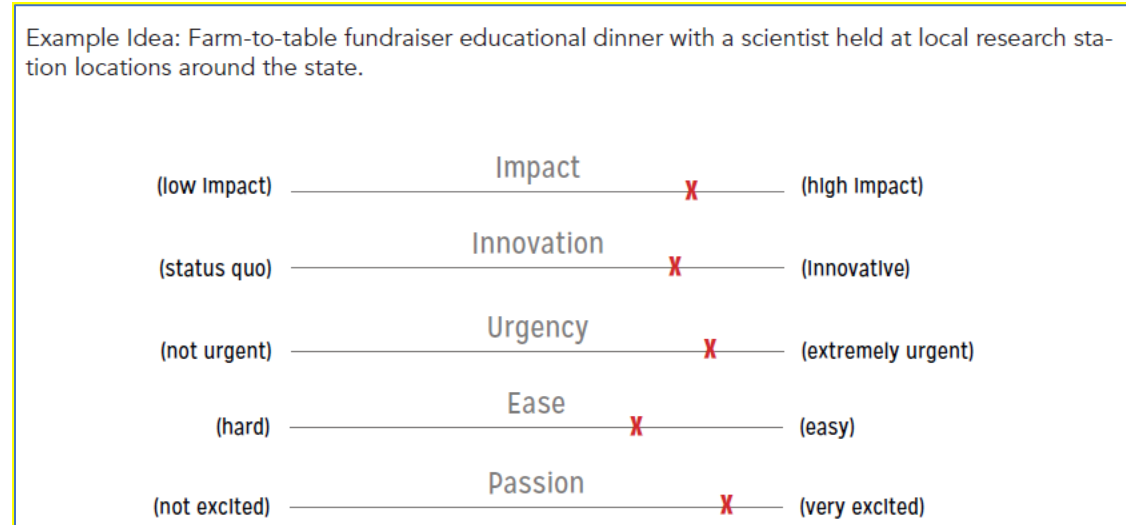 Example Idea: Farm-to-table fundraiser educational dinner with a scientist held at local research sta-
tion locations around the state.
Impact
(low Impact) X (hIgh Impact)
Innovation
(status quo) X (InnovatIve)
Urgency
(not urgent) X (extremely urgent)
Ease
(hard) X (easy)
Passion
(not excIted) X (very excIted)